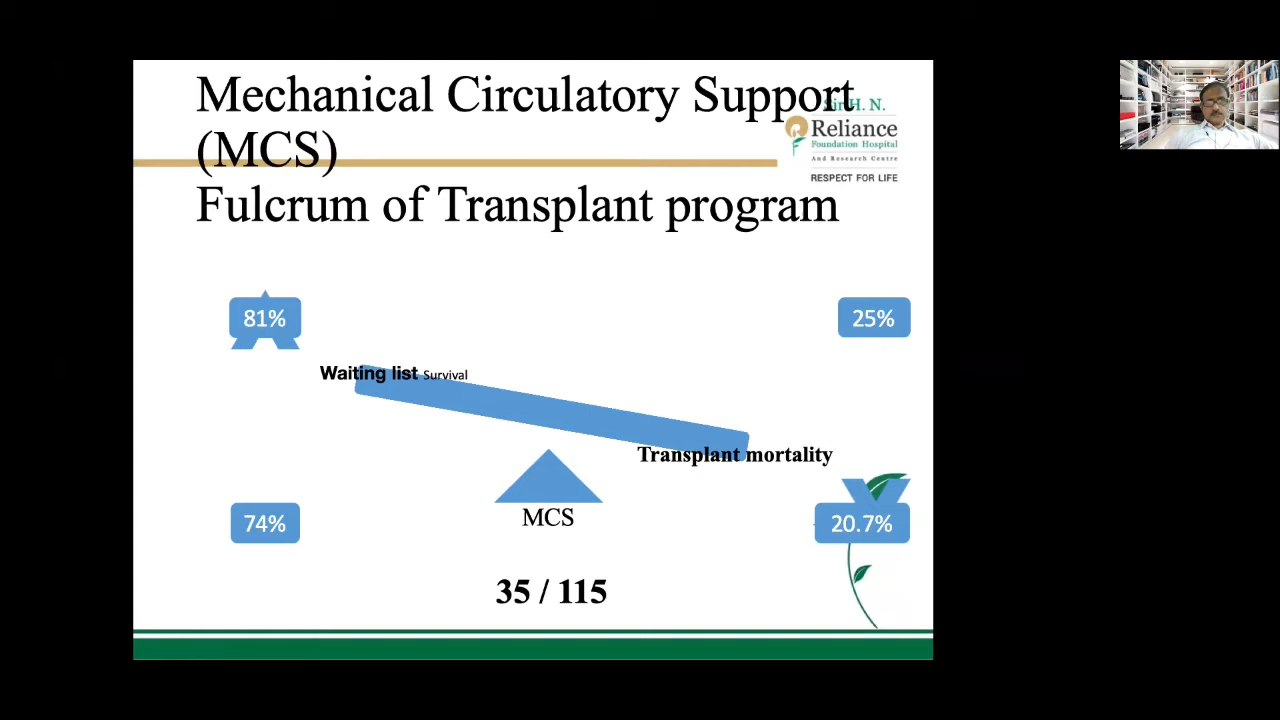 Mechanical Circulatory Support
(MCS)
Fulcrum of Transplant program
Sir H. N.
Reliance
Foundation Hospital
And Research Centre
RESPECT FOR LIFE
81%
25%
Waiting list Survival
Transplant mortality
MCS
74%
20.7%
35 / 115